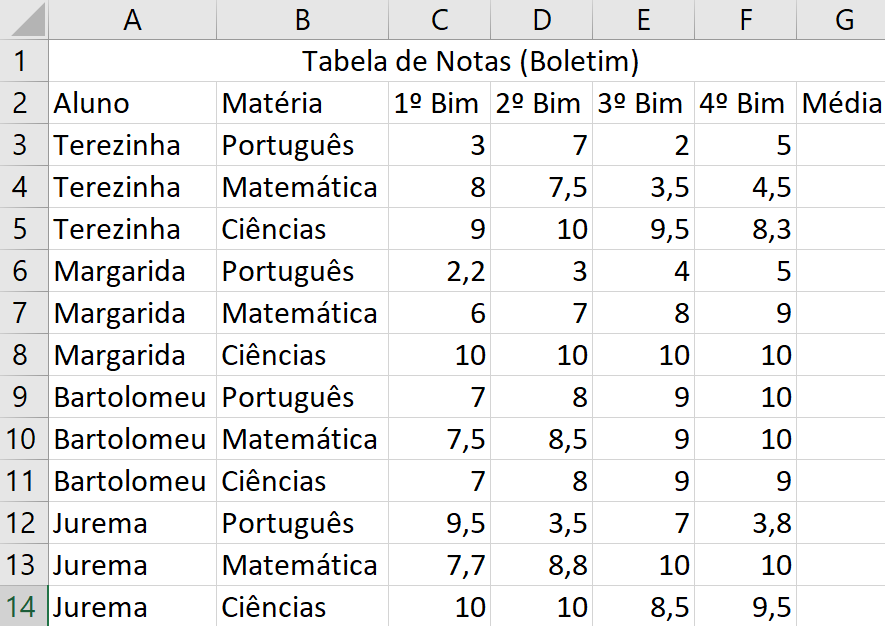 A B C D E F G
1 Tabela de Notas (Boletim)
2 Aluno Matéria 1º Bim 2º Bim 3º Bim 4º Bim Média
3 Terezinha Português 3 7 2 5
4 Terezinha Matemática 8 7,5 3,5 4,5
5 Terezinha Ciências 9 10 9,5 8,3
6 Margarida Português 2,2 3 4 5
7 Margarida Matemática 6 7 8 9
8 Margarida Ciências 10 10 10 10
9 Bartolomeu Português 7 8 9 10
10 Bartolomeu Matemática 7,5 8,5 9 10
11 Bartolomeu Ciências 7 8 9 9
12 Jurema Português 9,5 3,5 7 3,8
13 Jurema Matemática 7,7 8,8 10 10
14 Jurema Ciências 10 10 8,5 9,5